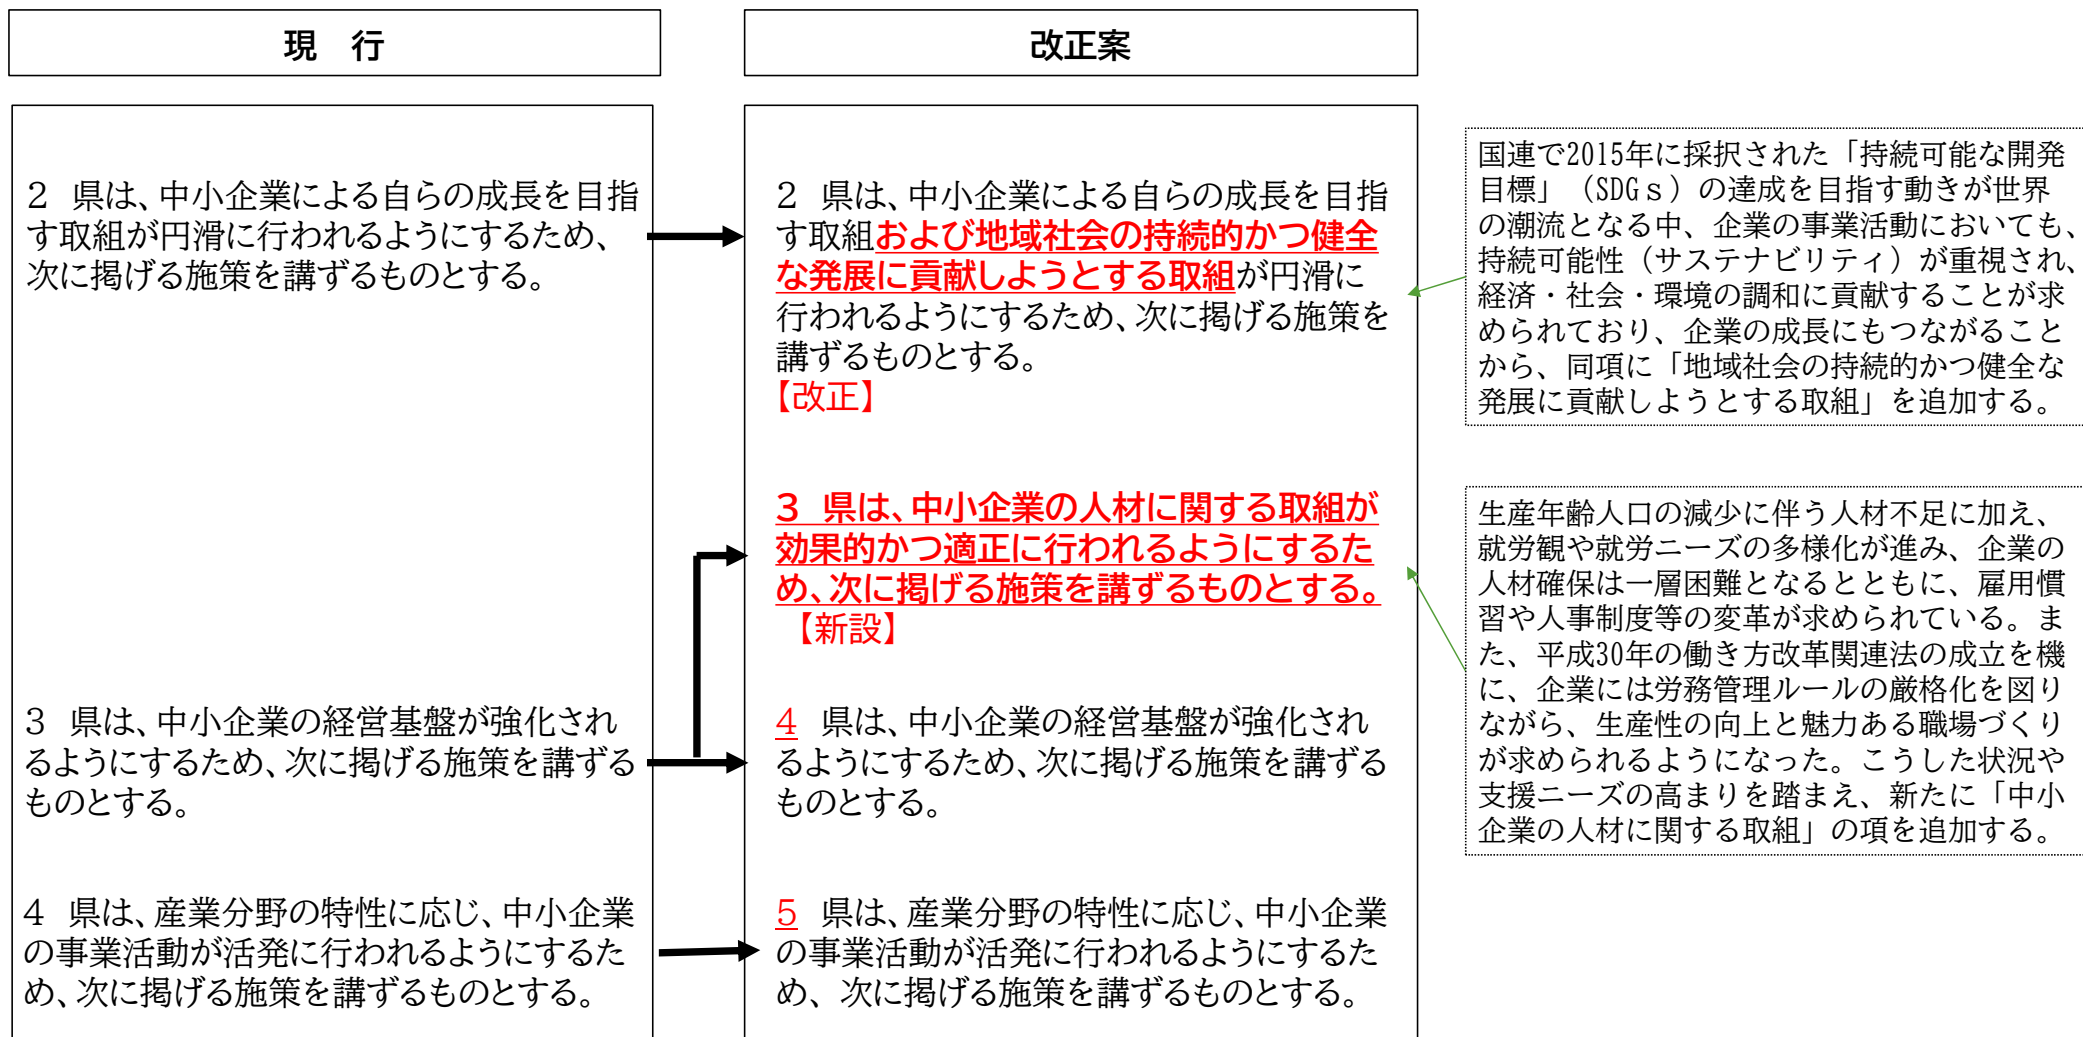 現　行
改正案
２　県は、中小企業による自らの成長を目指
す取組が円滑に行われるようにするため、
次に掲げる施策を講ずるものとする。
３　県は、中小企業の経営基盤が強化され
るようにするため、次に掲げる施策を講ずる
ものとする。
４　県は、産業分野の特性に応じ、中小企業
の事業活動が活発に行われるようにするた
め、次に掲げる施策を講ずるものとする。
２　県は、中小企業による自らの成長を目指
す取組および地域社会の持続的かつ健全
な発展に貢献しようとする取組が円滑に
行われるようにするため、次に掲げる施策を
講ずるものとする。
【改正】
３　県は、中小企業の人材に関する取組が
効果的かつ適正に行われるようにするた
め、次に掲げる施策を講ずるものとする。
【新設】
４　県は、中小企業の経営基盤が強化され
るようにするため、次に掲げる施策を講ずる
ものとする。
５　県は、産業分野の特性に応じ、中小企業
の事業活動が活発に行われるようにするた
め、次に掲げる施策を講ずるものとする。
国連で2015年に採択された「持続可能な開発
目標」（SDGｓ）の達成を目指す動きが世界
の潮流となる中、企業の事業活動においても、
持続可能性（サステナビリティ）が重視され、
経済・社会・環境の調和に貢献することが求
められており、企業の成長にもつながること
から、同項に「地域社会の持続的かつ健全な
発展に貢献しようとする取組」を追加する。
生産年齢人口の減少に伴う人材不足に加え、
就労観や就労ニーズの多様化が進み、企業の
人材確保は一層困難となるとともに、雇用慣
習や人事制度等の変革が求められている。ま
た、平成30年の働き方改革関連法の成立を機
に、企業には労務管理ルールの厳格化を図り
ながら、生産性の向上と魅力ある職場づくり
が求められるようになった。こうした状況や
支援ニーズの高まりを踏まえ、新たに「中小
企業の人材に関する取組」の項を追加する。